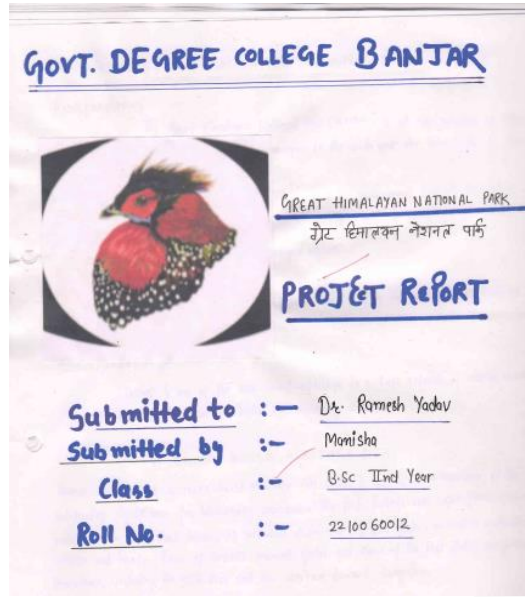 GOVT. DEGREE COLLEGE BANJAR
GREAT HIMALAYAN NATIONAL PARK
ग्रेट हिमालयन नेशनल पार्क
PROJECT REPORT
Submitted to :- Dr. Ramesh Yadav
Submitted by :- Manisha
Class :- B.Sc IInd Year
Roll No. :- 2210060012